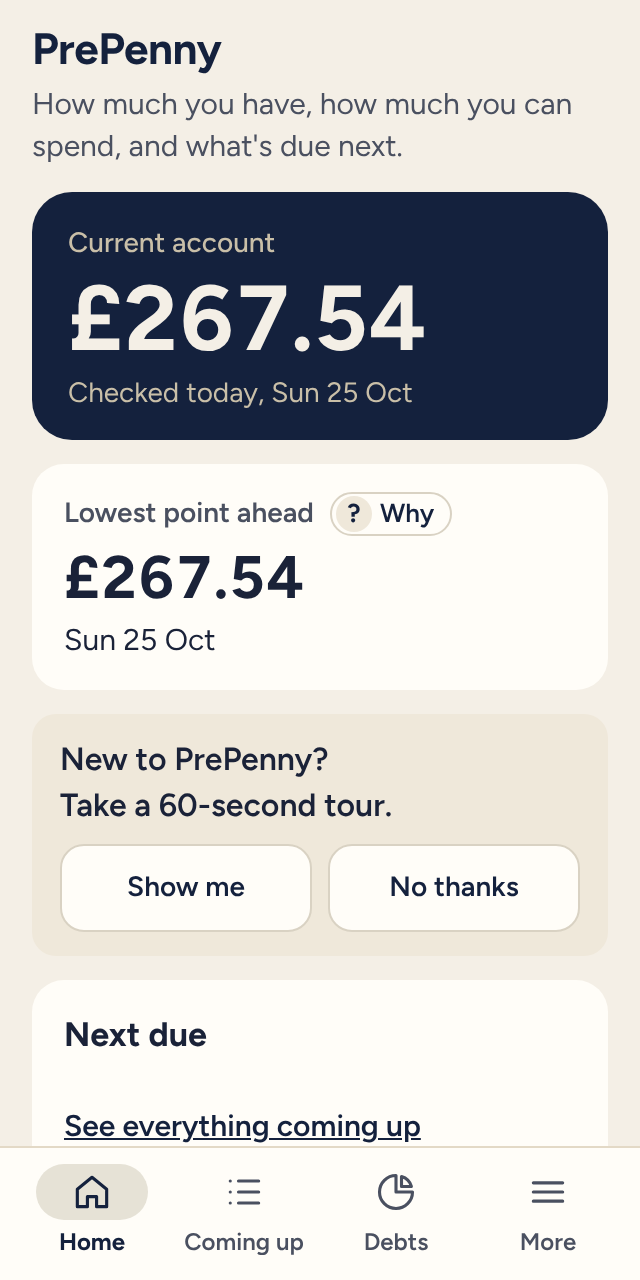 PrePenny
How much you have, how much you can
spend, and what's due next.
Current account
£267.54
Checked today, Sun 25 Oct
Lowest point ahead ? Why
£267.54
Sun 25 Oct
New to PrePenny?
Take a 60-second tour.
Show me No thanks
Next due
See everything coming up
Home Coming up Debts More